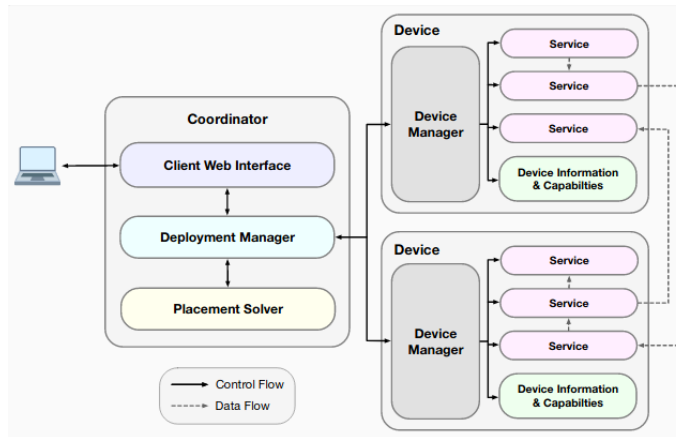 Coordinator
Client Web Interface
Deployment Manager
Placement Solver
Control Flow
Data Flow
Device
Device
Manager
Service
Service
Service
Device Information
& Capabilties
Device
Device
Manager
Service
Service
Service
Device Information
& Capabilties